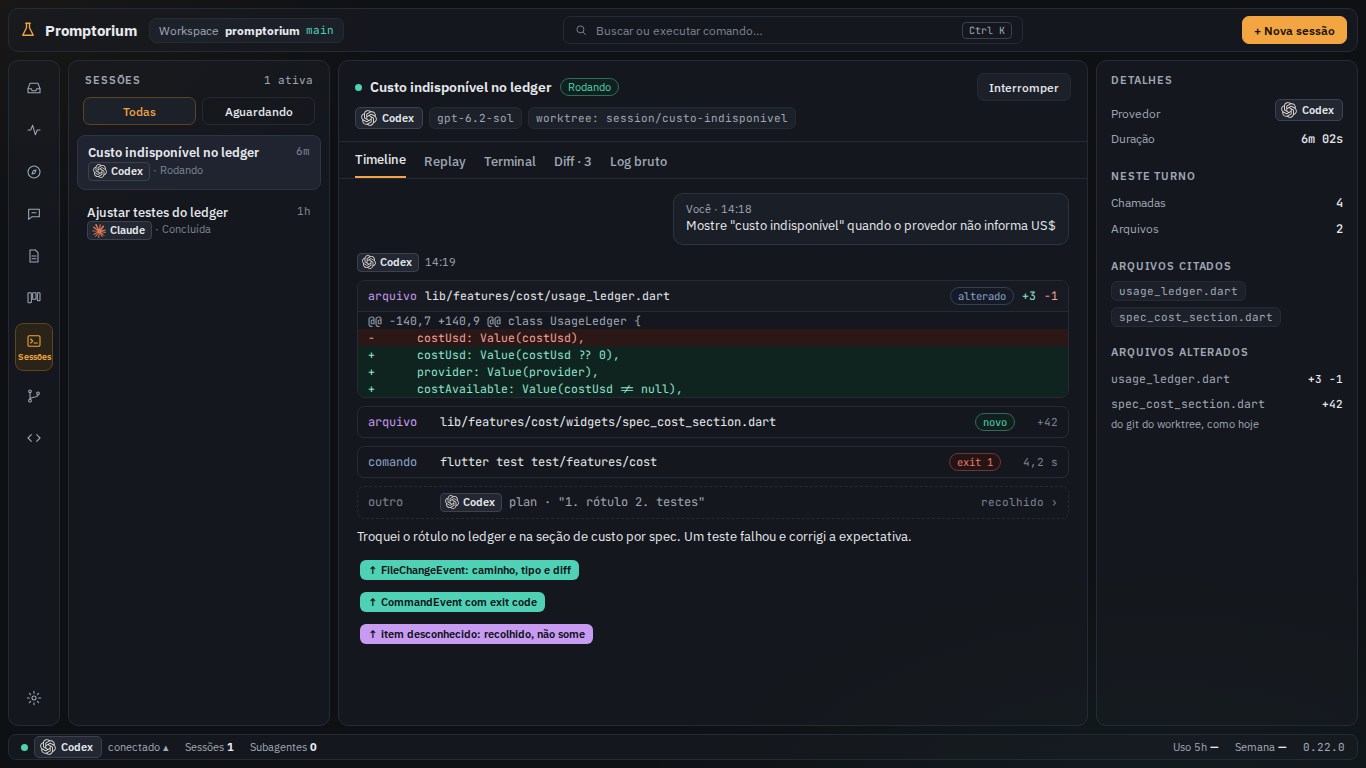 Promptorium
Workspace promptorium main
Buscar ou executar comando...
Ctrl K
+ Nova sessão
Sessões
SESSÕES
1 ativa
Todas
Aguardando
Custo indisponível no ledger
6m
Codex · Rodando
Ajustar testes do ledger
1h
Claude · Concluída
Custo indisponível no ledger
Rodando
Interromper
Codex
gpt-6.2-sol
worktree: session/custo-indisponivel
Timeline
Replay
Terminal
Diff · 3
Log bruto
Você · 14:18
Mostre "custo indisponível" quando o provedor não informa US$
Codex 14:19
arquivo lib/features/cost/usage_ledger.dart
alterado
+3 -1
@@ -140,7 +140,9 @@ class UsageLedger {
- costUsd: Value(costUsd),
+ costUsd: Value(costUsd ?? 0),
+ provider: Value(provider),
+ costAvailable: Value(costUsd != null),
arquivo lib/features/cost/widgets/spec_cost_section.dart
novo
+42
comando flutter test test/features/cost
exit 1
4,2 s
outro
Codex plan · "1. rótulo 2. testes"
recolhido ›
Troquei o rótulo no ledger e na seção de custo por spec. Um teste falhou e corrigi a expectativa.
↑ FileChangeEvent: caminho, tipo e diff
↑ CommandEvent com exit code
↑ Item desconhecido: recolhido, não some
DETALHES
Provedor Codex
Duração 6m 02s
NESTE TURNO
Chamadas 4
Arquivos 2
ARQUIVOS CITADOS
usage_ledger.dart
spec_cost_section.dart
ARQUIVOS ALTERADOS
usage_ledger.dart +3 -1
spec_cost_section.dart +42
do git do worktree, como hoje
Codex conectado ▴
Sessões 1
Subagentes 0
Uso 5h —
Semana —
0.22.0